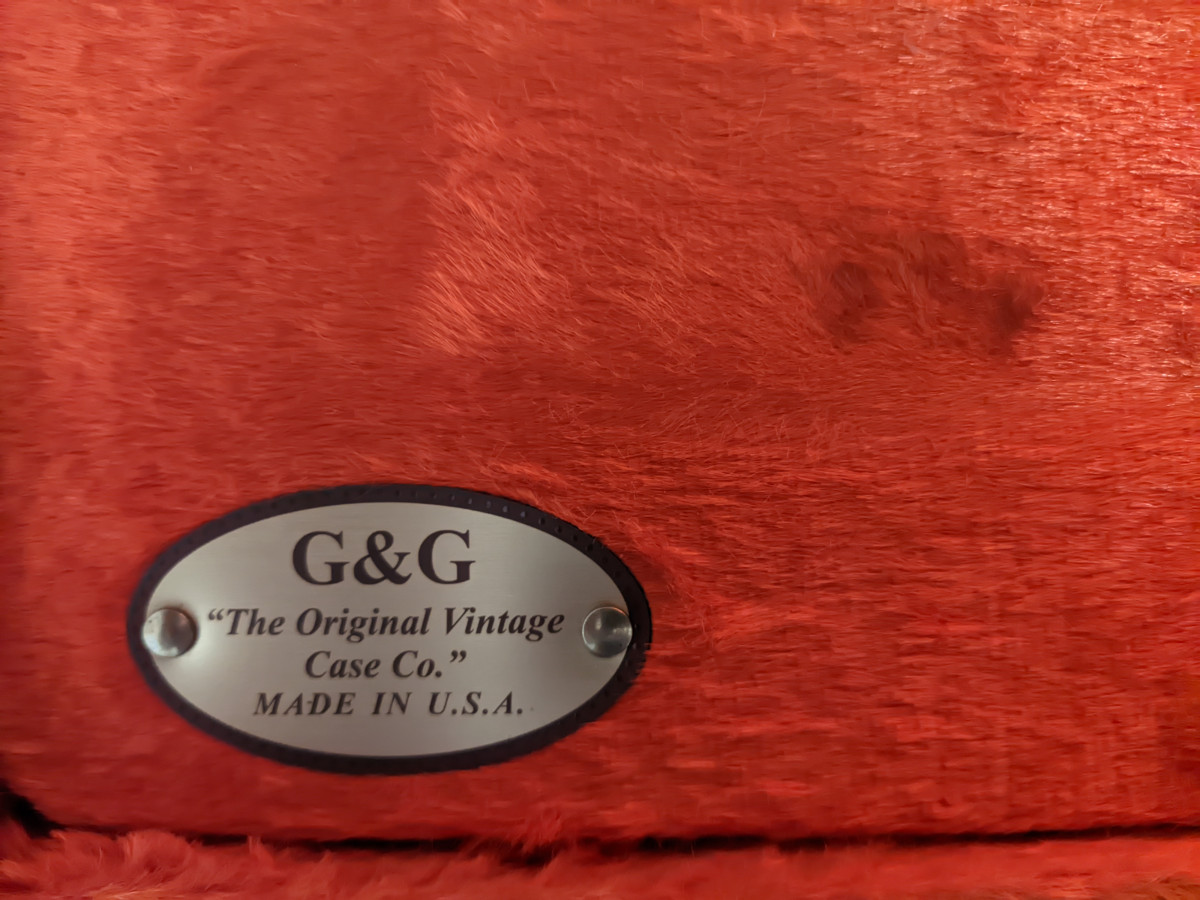 G&G
“The Original Vintage
Case Co.”
MADE IN U.S.A.